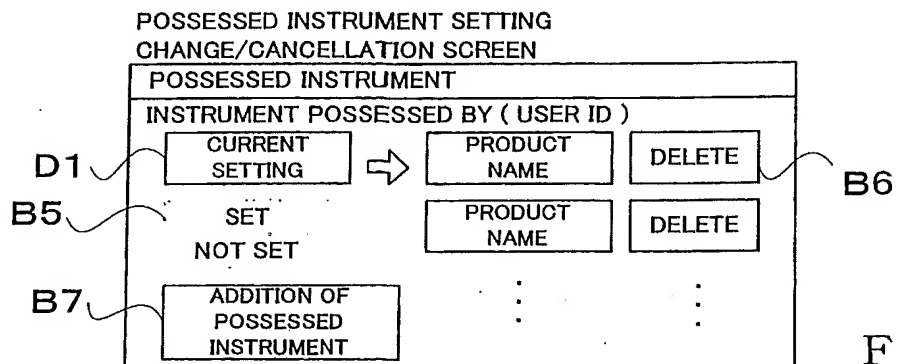 POSSESSED INSTRUMENT SETTING
CHANGE/CANCELLATION SCREEN
POSSESSED INSTRUMENT
INSTRUMENT POSSESSED BY ( USER ID )
D1
CURRENT
SETTING
PRODUCT
NAME
DELETE
B6
B5
SET
NOT SET
PRODUCT
NAME
DELETE
B7
ADDITION OF
POSSESSED
INSTRUMENT
F